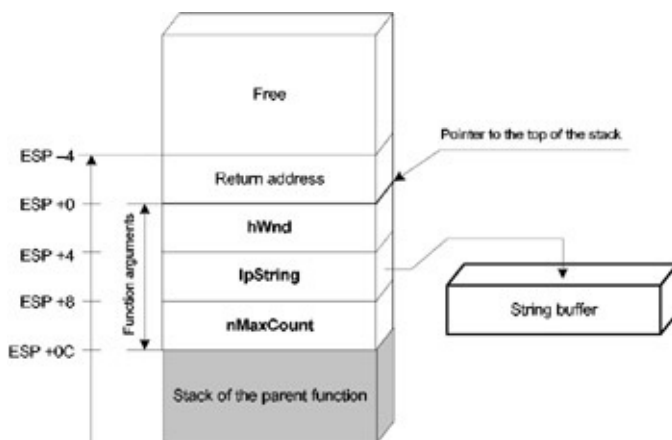 Free
Pointer to the top of the stack
ESP –4
Return address
ESP +0
hWnd
ESP +4
Function arguments
lpString
ESP +8
String buffer
nMaxCount
ESP +0C
Stack of the parent function